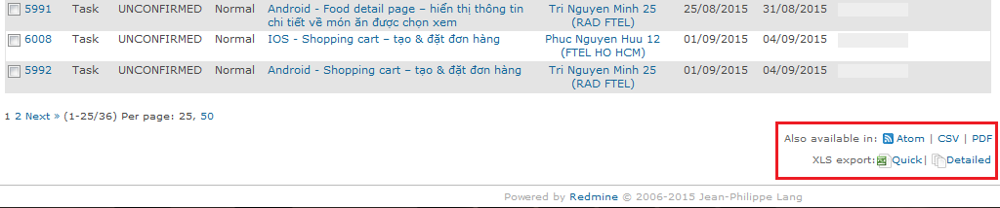 5991 Task UNCONFIRMED Normal Android - Food detail page – hiển thị thông tin chi tiết về món ăn được chọn xem Tri Nguyen Minh 25 (RAD FTEL) 25/08/2015 31/08/2015
6008 Task UNCONFIRMED Normal IOS - Shopping cart – tạo & đặt đơn hàng Phuc Nguyen Huu 12 (FTEL HO HCM) 01/09/2015 04/09/2015
5992 Task UNCONFIRMED Normal Android - Shopping cart – tạo & đặt đơn hàng Tri Nguyen Minh 25 (RAD FTEL) 01/09/2015 04/09/2015
1 2 Next » (1-25/36) Per page: 25, 50
Also available in: Atom | CSV | PDF
XLS export: Quick | Detailed
Powered by Redmine © 2006-2015 Jean-Philippe Lang